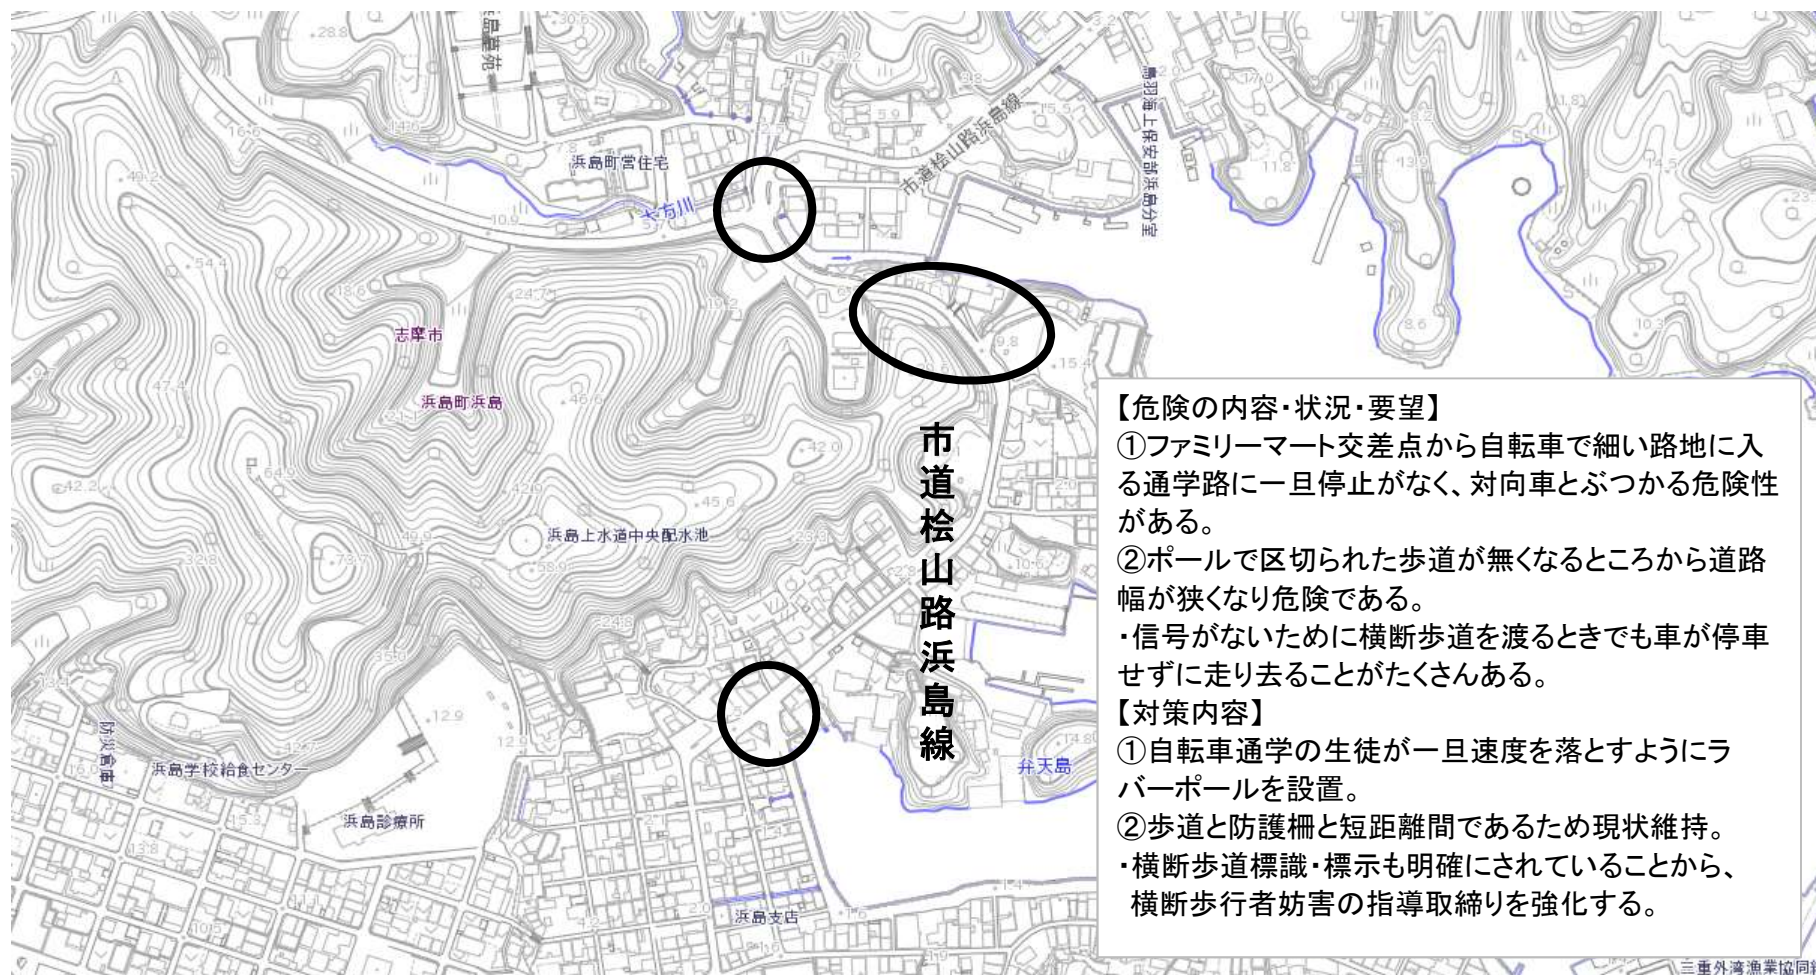 浜島墓苑
浜島町営住宅
大方川
市道桧山路浜島線
鳥羽海上保安部浜島分室
志摩市
浜島町浜島
浜島上水道中央配水池
市道桧山路浜島線
防災倉庫
浜島学校給食センター
浜島診療所
浜島支店
弁天島
【危険の内容・状況・要望】
①ファミリーマート交差点から自転車で細い路地に入
る通学路に一旦停止がなく、対向車とぶつかる危険性
がある。
②ポールで区切られた歩道が無くなるところから道路
幅が狭くなり危険である。
・信号がないために横断歩道を渡るときでも車が停車
せずに走り去ることがたくさんある。
【対策内容】
①自転車通学の生徒が一旦速度を落とすようにラ
バーポールを設置。
②歩道と防護柵と短距離間であるため現状維持。
・横断歩道標識・標示も明確にされていることから、
横断歩行者妨害の指導取締りを強化する。
三重外湾漁業協同